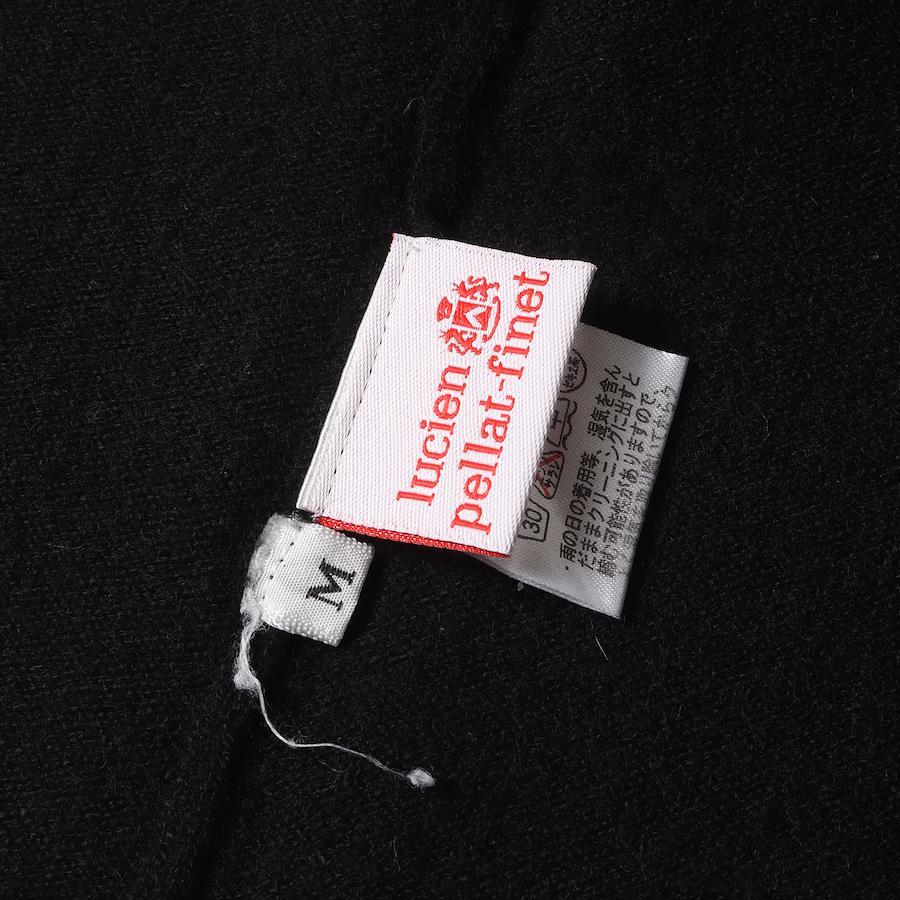 lucien
pellat-finet
M
30
・雨の日の着用等、湿気を含ん
だままクリーニングに出すと
縮む可能性がありますので、